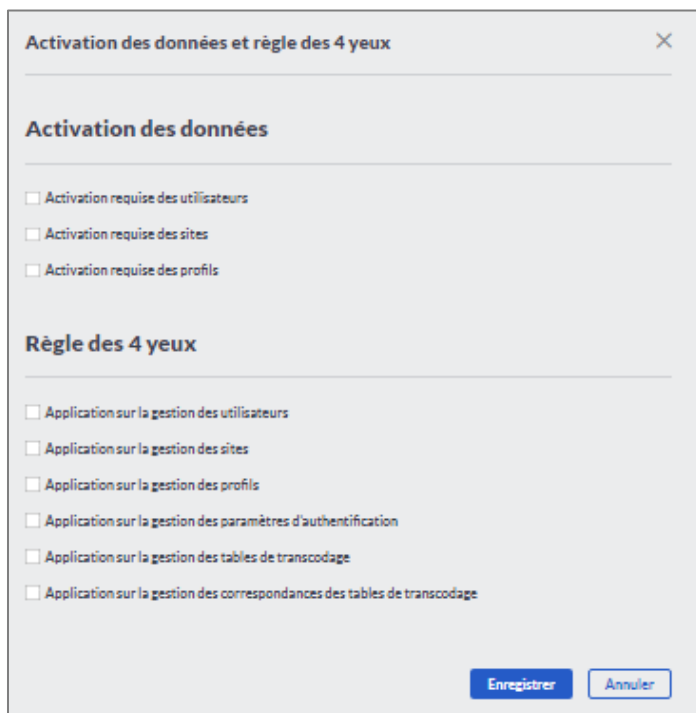 Activation des données et règle des 4 yeux
Activation des données
Activation requise des utilisateurs
Activation requise des sites
Activation requise des profils
Règle des 4 yeux
Application sur la gestion des utilisateurs
Application sur la gestion des sites
Application sur la gestion des profils
Application sur la gestion des paramètres d'authentification
Application sur la gestion des tables de transcodage
Application sur la gestion des correspondances des tables de transcodage
Enregistrer Annuler